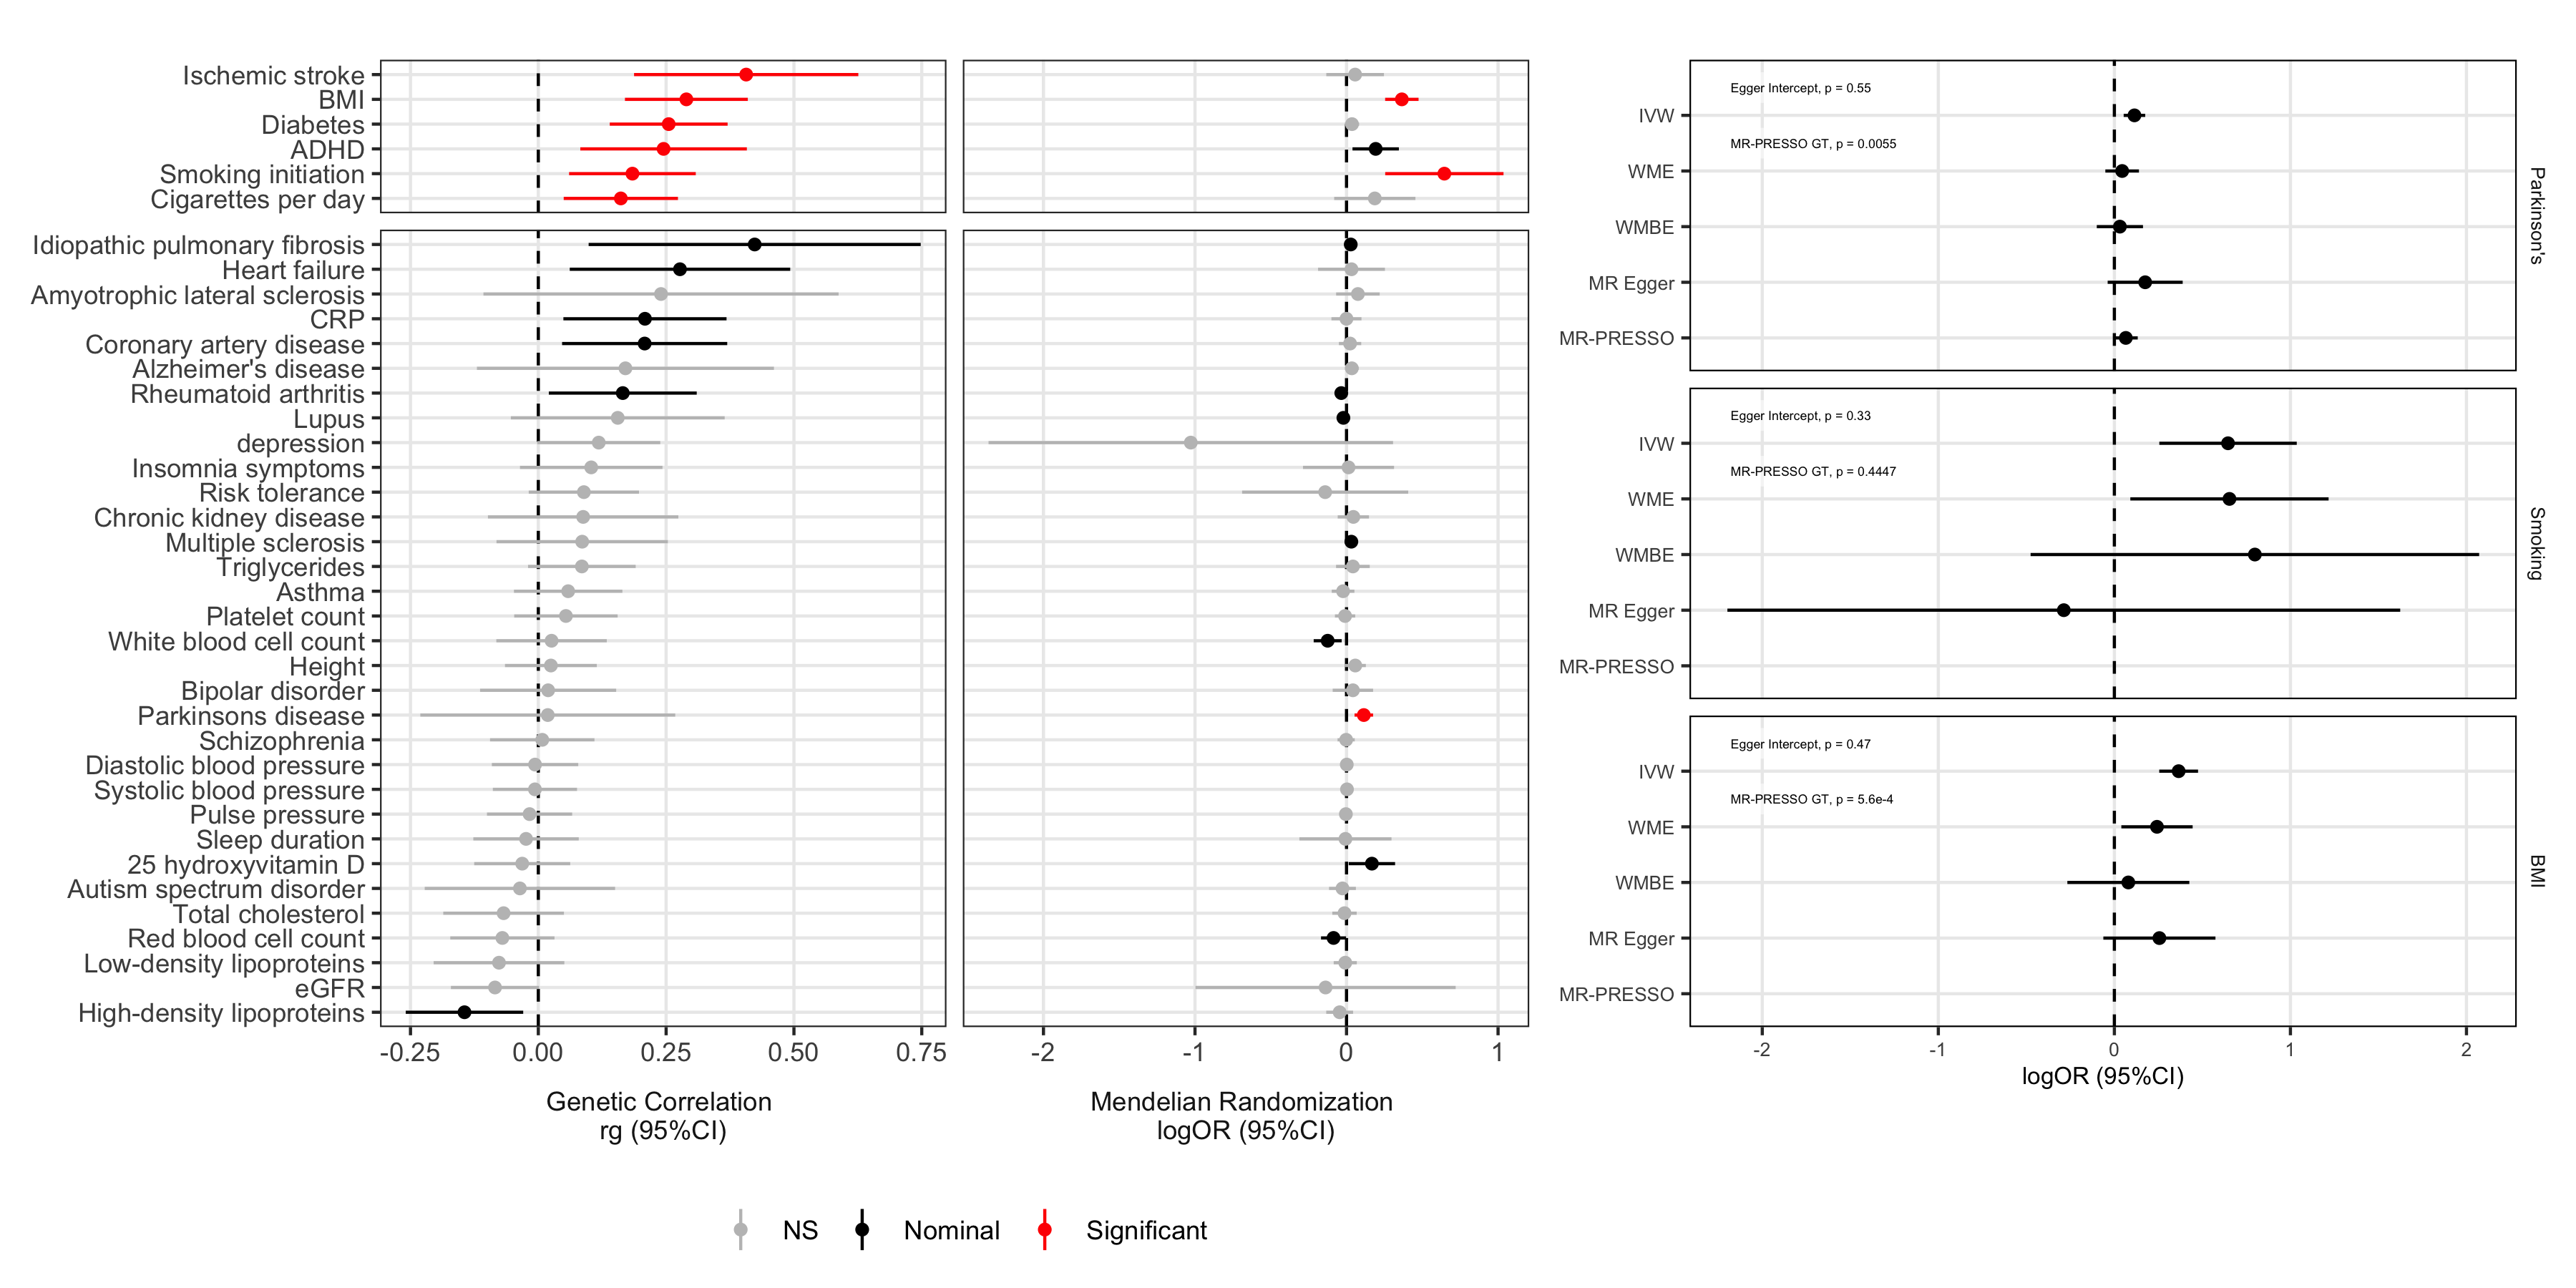 Ischemic stroke
BMI
Diabetes
ADHD
Smoking initiation
Cigarettes per day
Idiopathic pulmonary fibrosis
Heart failure
Amyotrophic lateral sclerosis
CRP
Coronary artery disease
Alzheimer's disease
Rheumatoid arthritis
Lupus
depression
Insomnia symptoms
Risk tolerance
Chronic kidney disease
Multiple sclerosis
Triglycerides
Asthma
Platelet count
White blood cell count
Height
Bipolar disorder
Parkinsons disease
Schizophrenia
Diastolic blood pressure
Systolic blood pressure
Pulse pressure
Sleep duration
25 hydroxyvitamin D
Autism spectrum disorder
Total cholesterol
Red blood cell count
Low-density lipoproteins
eGFR
High-density lipoproteins
-0.25 0.00 0.25 0.50 0.75
Genetic Correlation
rg (95%CI)
-2 -1 0 1
Mendelian Randomization
logOR (95%CI)
Egger Intercept, p = 0.55
IVW
MR-PRESSO GT, p = 0.0055
WME
WMBE
MR Egger
MR-PRESSO
Parkinson's
Egger Intercept, p = 0.33
IVW
MR-PRESSO GT, p = 0.4447
WME
WMBE
MR Egger
MR-PRESSO
Smoking
Egger Intercept, p = 0.47
IVW
MR-PRESSO GT, p = 5.6e-4
WME
WMBE
MR Egger
MR-PRESSO
BMI
-2 -1 0 1 2
logOR (95%CI)
NS Nominal Significant